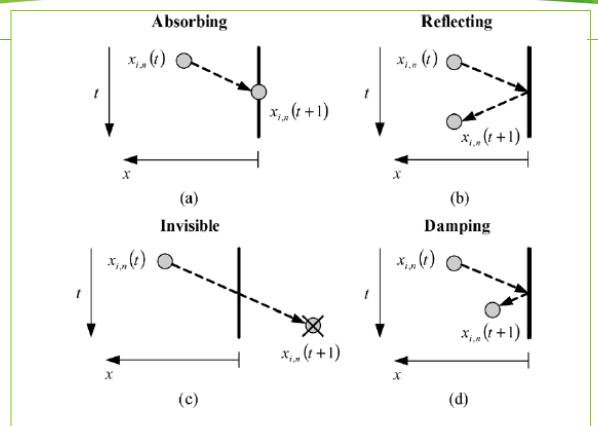 Absorbing
x_{i,n}(t)
t
x_{i,n}(t+1)
x
(a)
Reflecting
x_{i,n}(t)
t
x_{i,n}(t+1)
x
(b)
Invisible
x_{i,n}(t)
t
x_{i,n}(t+1)
x
(c)
Damping
x_{i,n}(t)
t
x_{i,n}(t+1)
x
(d)